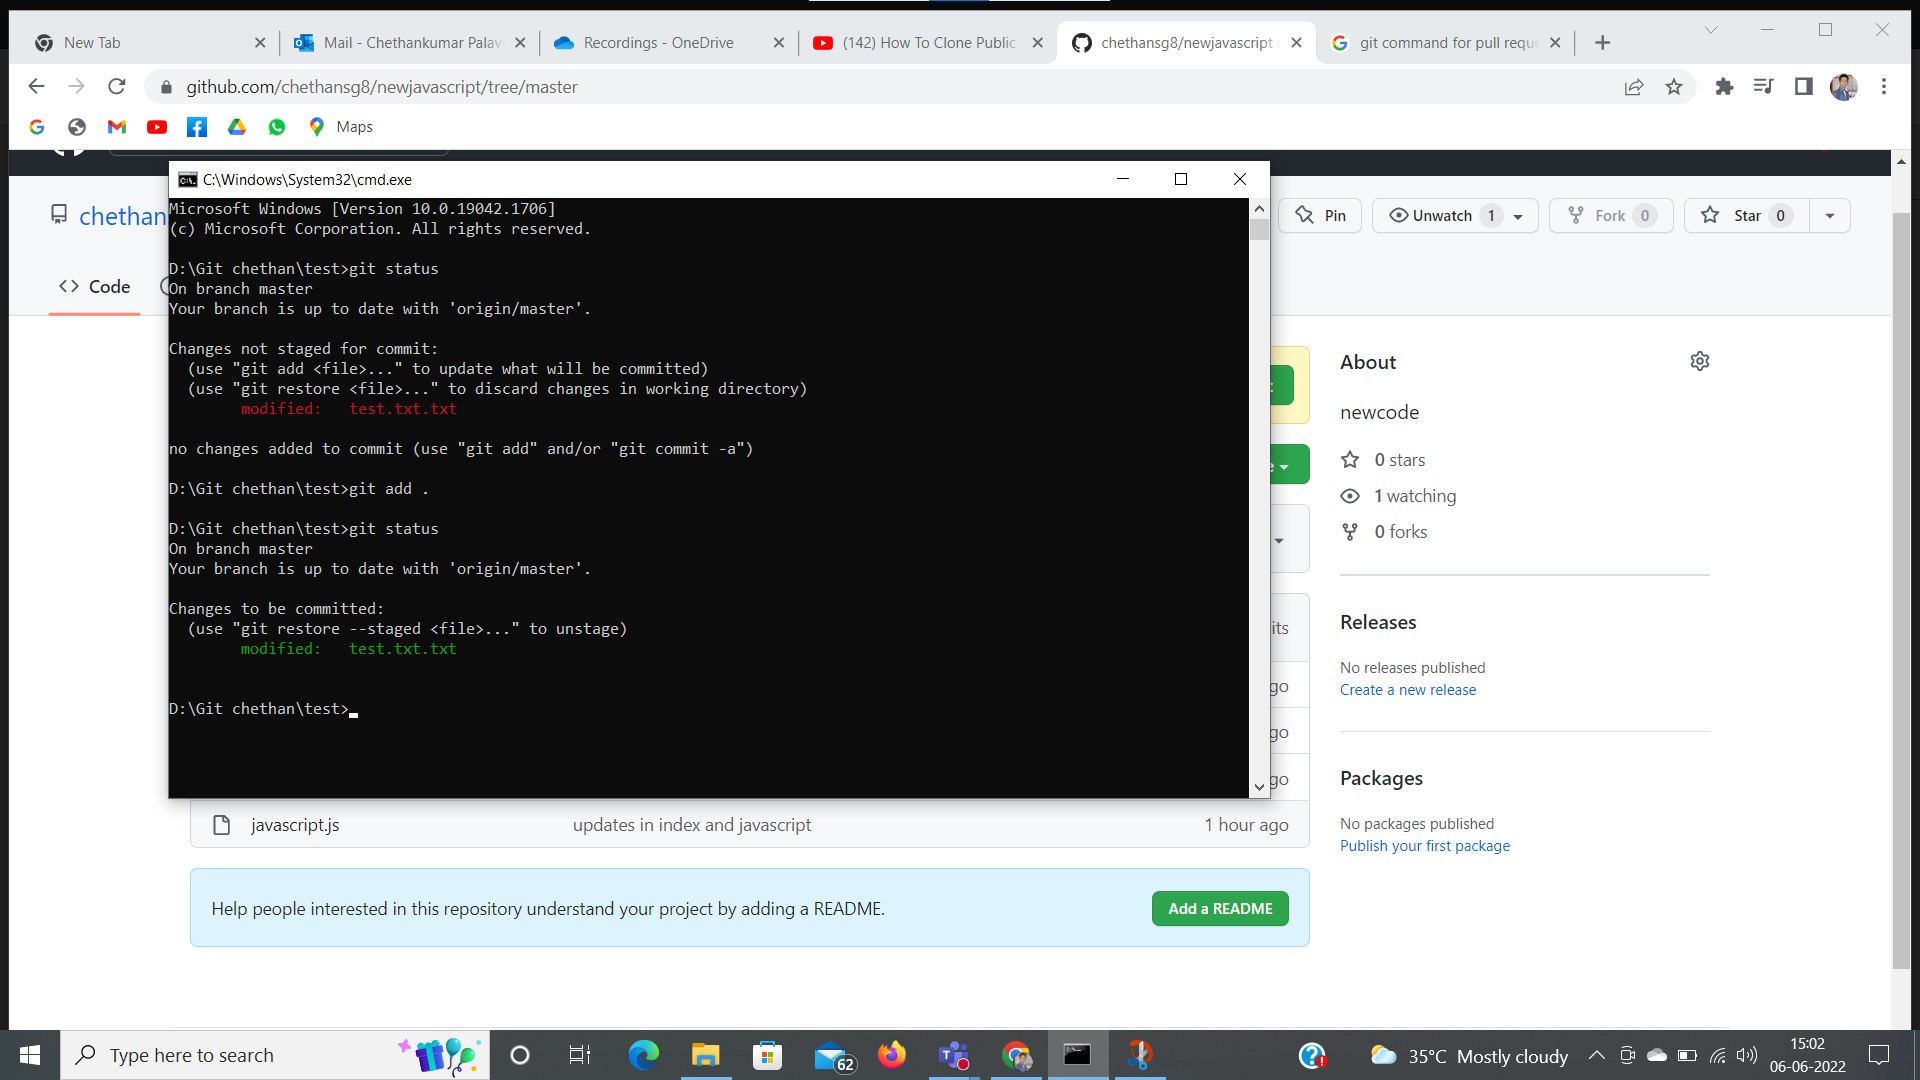 New Tab
Mail - Chethankumar Palav
Recordings - OneDrive
(142) How To Clone Public
chethansg8/newjavascript
git command for pull requ
github.com/chethansg8/newjavascript/tree/master
Maps
C:\Windows\System32\cmd.exe
Microsoft Windows [Version 10.0.19042.1706]
(c) Microsoft Corporation. All rights reserved.
D:\Git chethan\test>git status
On branch master
Your branch is up to date with 'origin/master'.
Changes not staged for commit:
(use "git add <file>..." to update what will be committed)
(use "git restore <file>..." to discard changes in working directory)
modified:   test.txt.txt
no changes added to commit (use "git add" and/or "git commit -a")
D:\Git chethan\test>git add .
D:\Git chethan\test>git status
On branch master
Your branch is up to date with 'origin/master'.
Changes to be committed:
(use "git restore --staged <file>..." to unstage)
modified:   test.txt.txt
D:\Git chethan\test>
chethan
Pin
Unwatch 1
Fork 0
Star 0
Code
About
newcode
0 stars
1 watching
0 forks
Releases
No releases published
Create a new release
Packages
No packages published
Publish your first package
its
go
go
go
javascript.js
updates in index and javascript
1 hour ago
Help people interested in this repository understand your project by adding a README.
Add a README
Type here to search
62
35°C Mostly cloudy
15:02
06-06-2022